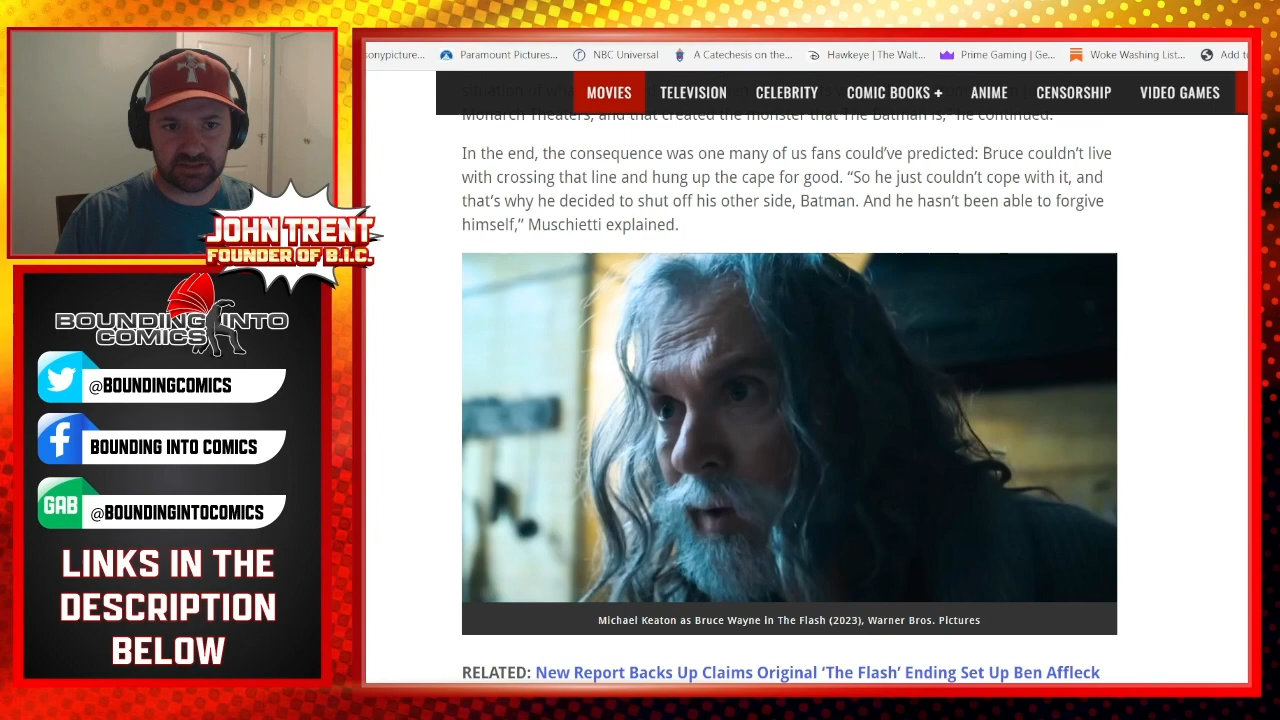 sonypicture...
Paramount Pictures...
NBC Universal
A Catechesis on the...
Hawkeye | The Walt...
Prime Gaming | Ge...
Woke Washing List...
Add to
MOVIES
TELEVISION
CELEBRITY
COMIC BOOKS +
ANIME
CENSORSHIP
VIDEO GAMES
Monarch Theaters, and that created the monster that The Batman is,” he continued.
In the end, the consequence was one many of us fans could’ve predicted: Bruce couldn’t live
with crossing that line and hung up the cape for good. “So he just couldn’t cope with it, and
that’s why he decided to shut off his other side, Batman. And he hasn’t been able to forgive
himself,” Muschietti explained.
Michael Keaton as Bruce Wayne in The Flash (2023), Warner Bros. Pictures
RELATED: New Report Backs Up Claims Original ‘The Flash’ Ending Set Up Ben Affleck
JOHN TRENT
FOUNDER OF B.I.C.
BOUNDING INTO
COMICS
@BOUNDINGCOMICS
BOUNDING INTO COMICS
GAB
@BOUNDINGINTOCOMICS
LINKS IN THE
DESCRIPTION
BELOW